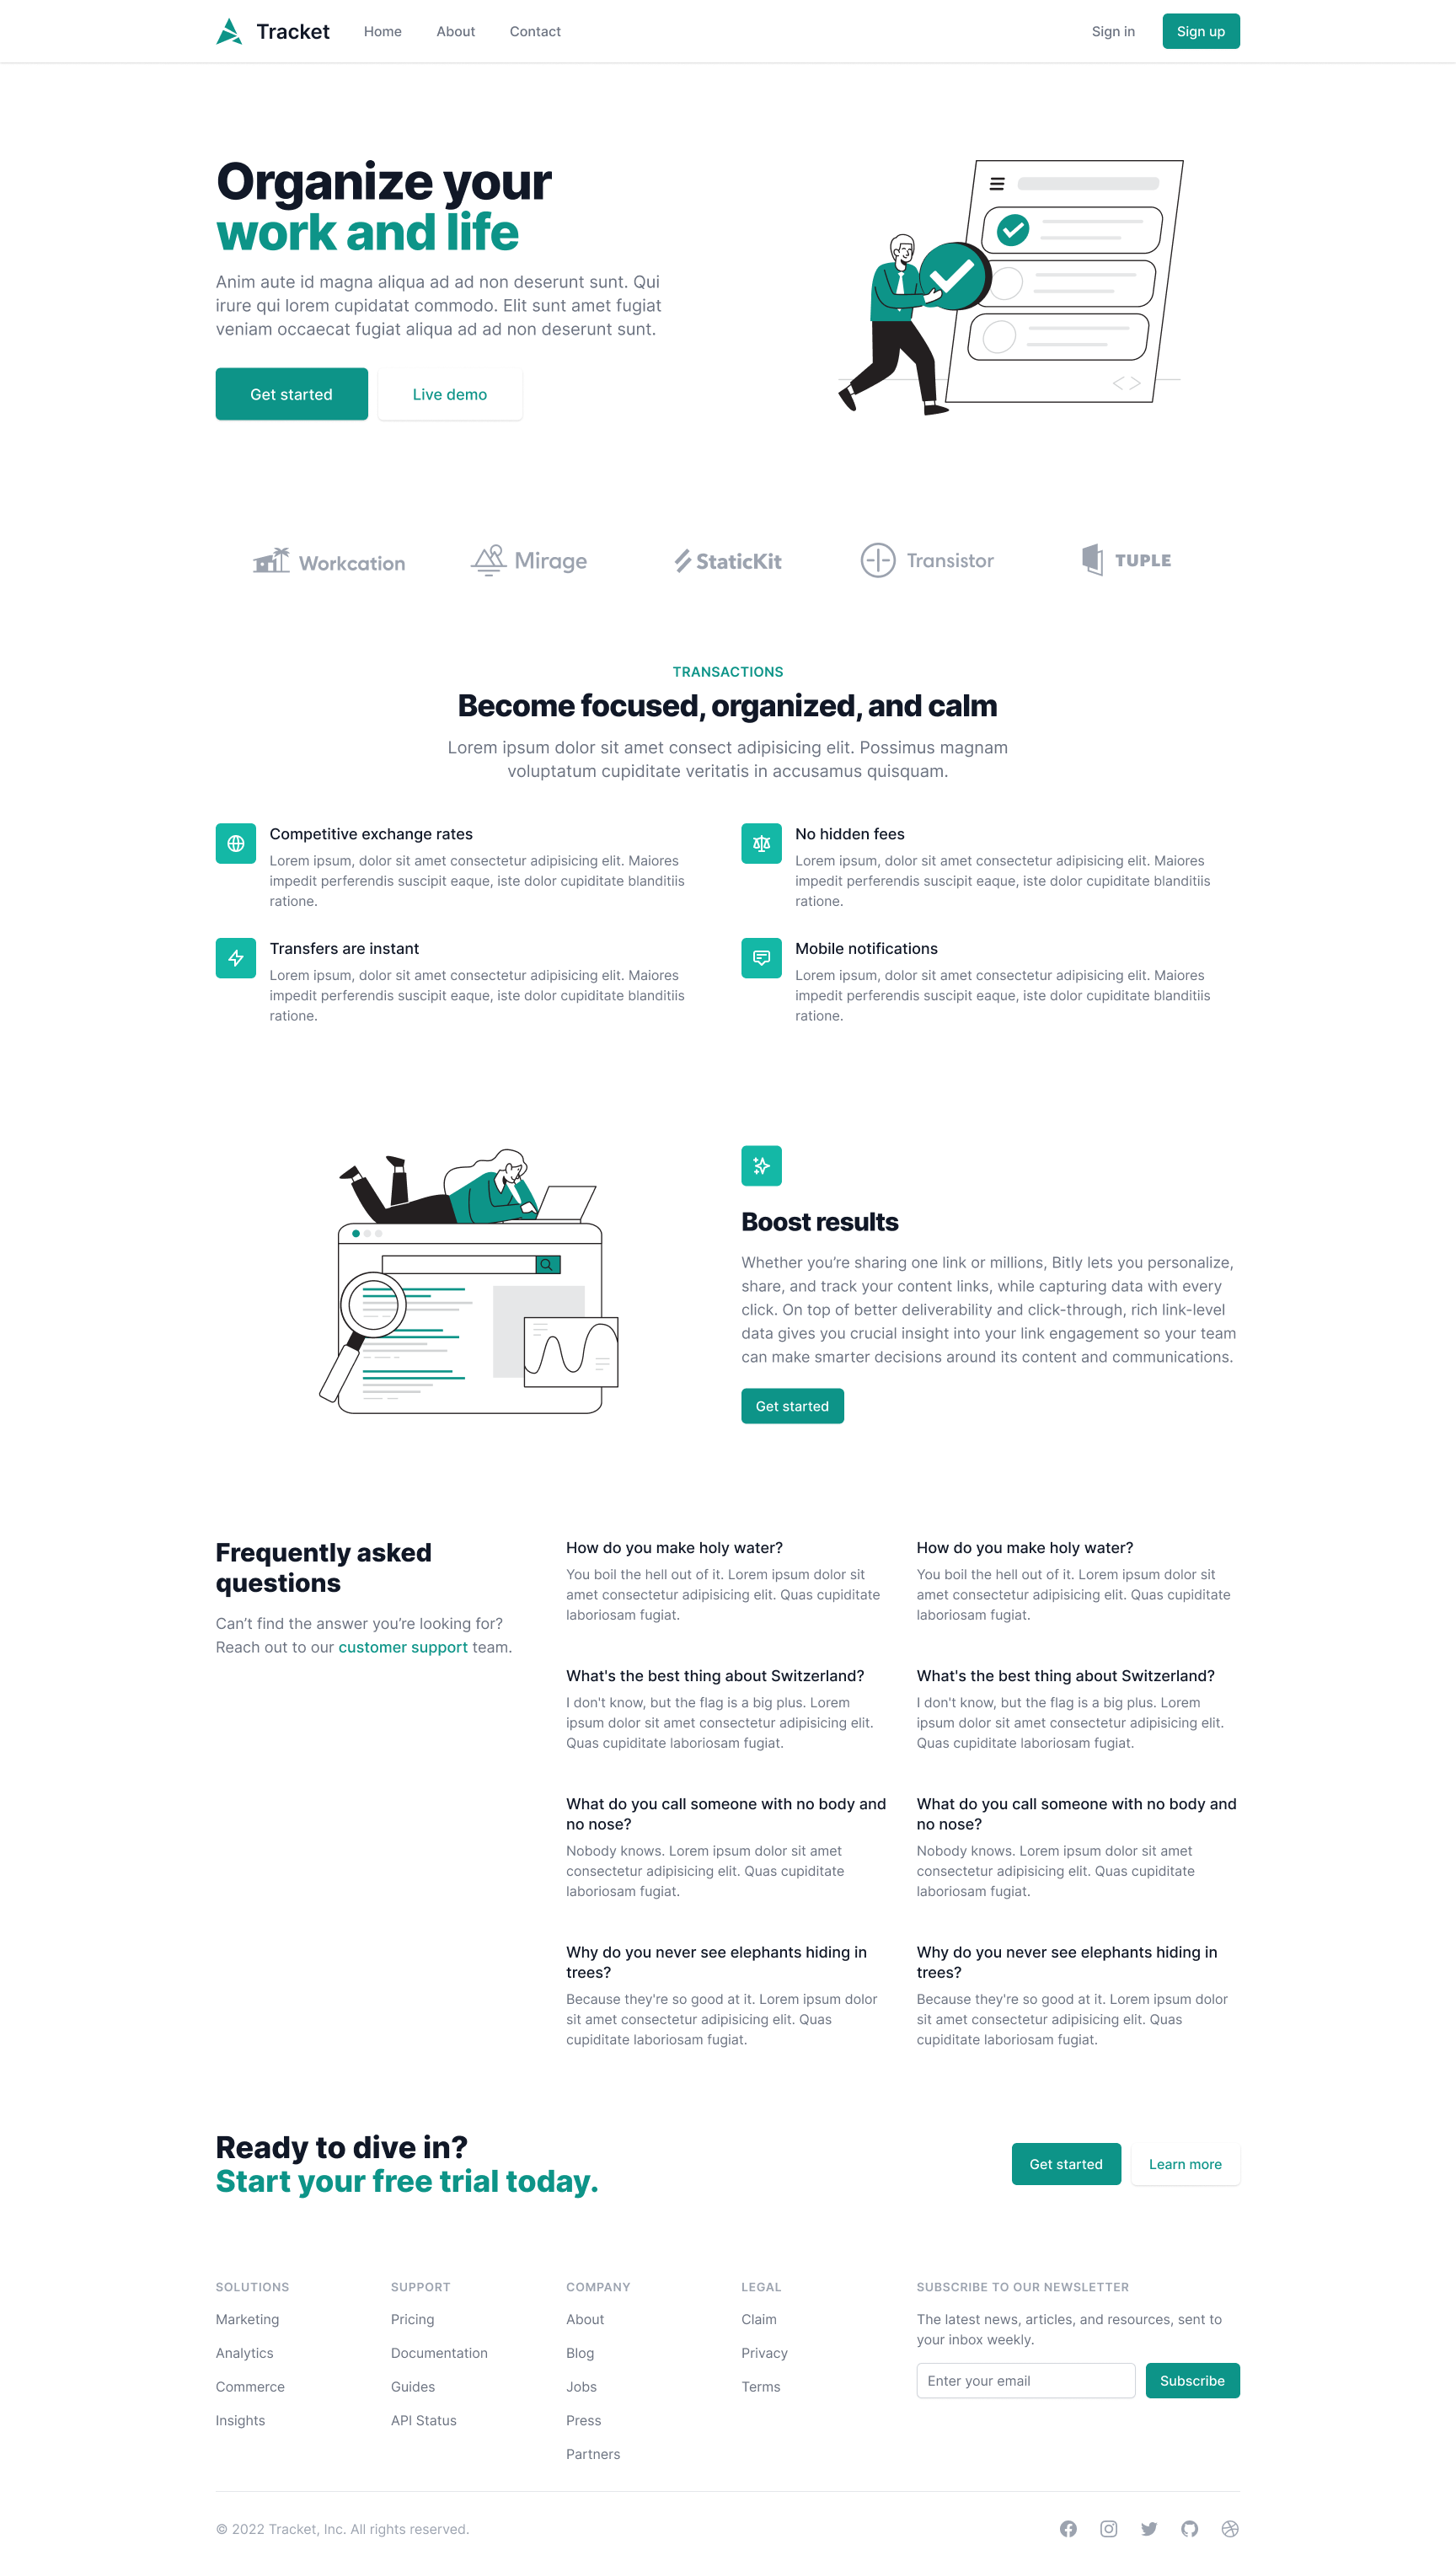 Tracket
Home
About
Contact
Sign in
Sign up
Organize your
work and life
Anim aute id magna aliqua ad ad non deserunt sunt. Qui
irure qui lorem cupidatat commodo. Elit sunt amet fugiat
veniam occaecat fugiat aliqua ad ad non deserunt sunt.
Get started
Live demo
Workcation
Mirage
StaticKit
Transistor
TUPLE
TRANSACTIONS
Become focused, organized, and calm
Lorem ipsum dolor sit amet consect adipisicing elit. Possimus magnam
voluptatum cupiditate veritatis in accusamus quisquam.
Competitive exchange rates
Lorem ipsum, dolor sit amet consectetur adipisicing elit. Maiores
impedit perferendis suscipit eaque, iste dolor cupiditate blanditiis
ratione.
No hidden fees
Lorem ipsum, dolor sit amet consectetur adipisicing elit. Maiores
impedit perferendis suscipit eaque, iste dolor cupiditate blanditiis
ratione.
Transfers are instant
Lorem ipsum, dolor sit amet consectetur adipisicing elit. Maiores
impedit perferendis suscipit eaque, iste dolor cupiditate blanditiis
ratione.
Mobile notifications
Lorem ipsum, dolor sit amet consectetur adipisicing elit. Maiores
impedit perferendis suscipit eaque, iste dolor cupiditate blanditiis
ratione.
Boost results
Whether you’re sharing one link or millions, Bitly lets you personalize,
share, and track your content links, while capturing data with every
click. On top of better deliverability and click-through, rich link-level
data gives you crucial insight into your link engagement so your team
can make smarter decisions around its content and communications.
Get started
Frequently asked
questions
Can’t find the answer you’re looking for?
Reach out to our customer support team.
How do you make holy water?
You boil the hell out of it. Lorem ipsum dolor sit
amet consectetur adipisicing elit. Quas cupiditate
laboriosam fugiat.
How do you make holy water?
You boil the hell out of it. Lorem ipsum dolor sit
amet consectetur adipisicing elit. Quas cupiditate
laboriosam fugiat.
What's the best thing about Switzerland?
I don't know, but the flag is a big plus. Lorem
ipsum dolor sit amet consectetur adipisicing elit.
Quas cupiditate laboriosam fugiat.
What's the best thing about Switzerland?
I don't know, but the flag is a big plus. Lorem
ipsum dolor sit amet consectetur adipisicing elit.
Quas cupiditate laboriosam fugiat.
What do you call someone with no body and
no nose?
Nobody knows. Lorem ipsum dolor sit amet
consectetur adipisicing elit. Quas cupiditate
laboriosam fugiat.
What do you call someone with no body and
no nose?
Nobody knows. Lorem ipsum dolor sit amet
consectetur adipisicing elit. Quas cupiditate
laboriosam fugiat.
Why do you never see elephants hiding in
trees?
Because they're so good at it. Lorem ipsum dolor
sit amet consectetur adipisicing elit. Quas
cupiditate laboriosam fugiat.
Why do you never see elephants hiding in
trees?
Because they're so good at it. Lorem ipsum dolor
sit amet consectetur adipisicing elit. Quas
cupiditate laboriosam fugiat.
Ready to dive in?
Start your free trial today.
Get started
Learn more
SOLUTIONS
Marketing
Analytics
Commerce
Insights
SUPPORT
Pricing
Documentation
Guides
API Status
COMPANY
About
Blog
Jobs
Press
Partners
LEGAL
Claim
Privacy
Terms
SUBSCRIBE TO OUR NEWSLETTER
The latest news, articles, and resources, sent to
your inbox weekly.
Enter your email
Subscribe
© 2022 Tracket, Inc. All rights reserved.